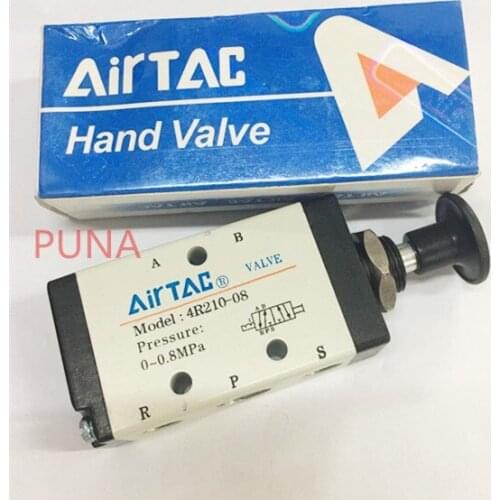 AirTAC
Hand Valve
PUNA
A B
AirTAC® VALVE
Model: 4R210-08
Pressure:
0~0.8MPa
R P S